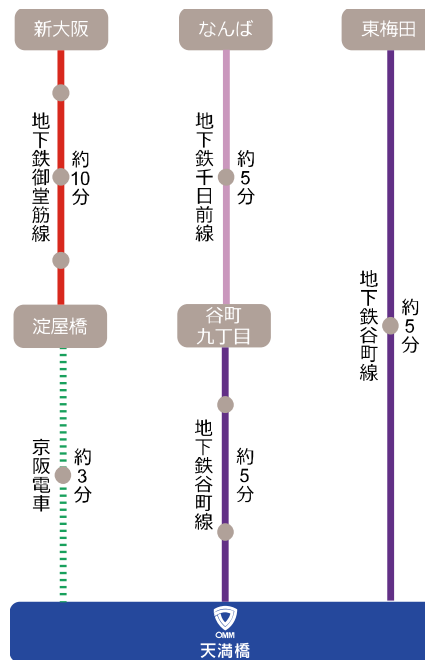 新大阪
なんば
東梅田
地下鉄御堂筋線
約10分
地下鉄千日前線
約5分
地下鉄谷町線
約5分
淀屋橋
谷町
九丁目
京阪電車
約3分
地下鉄谷町線
約5分
OMM
天満橋